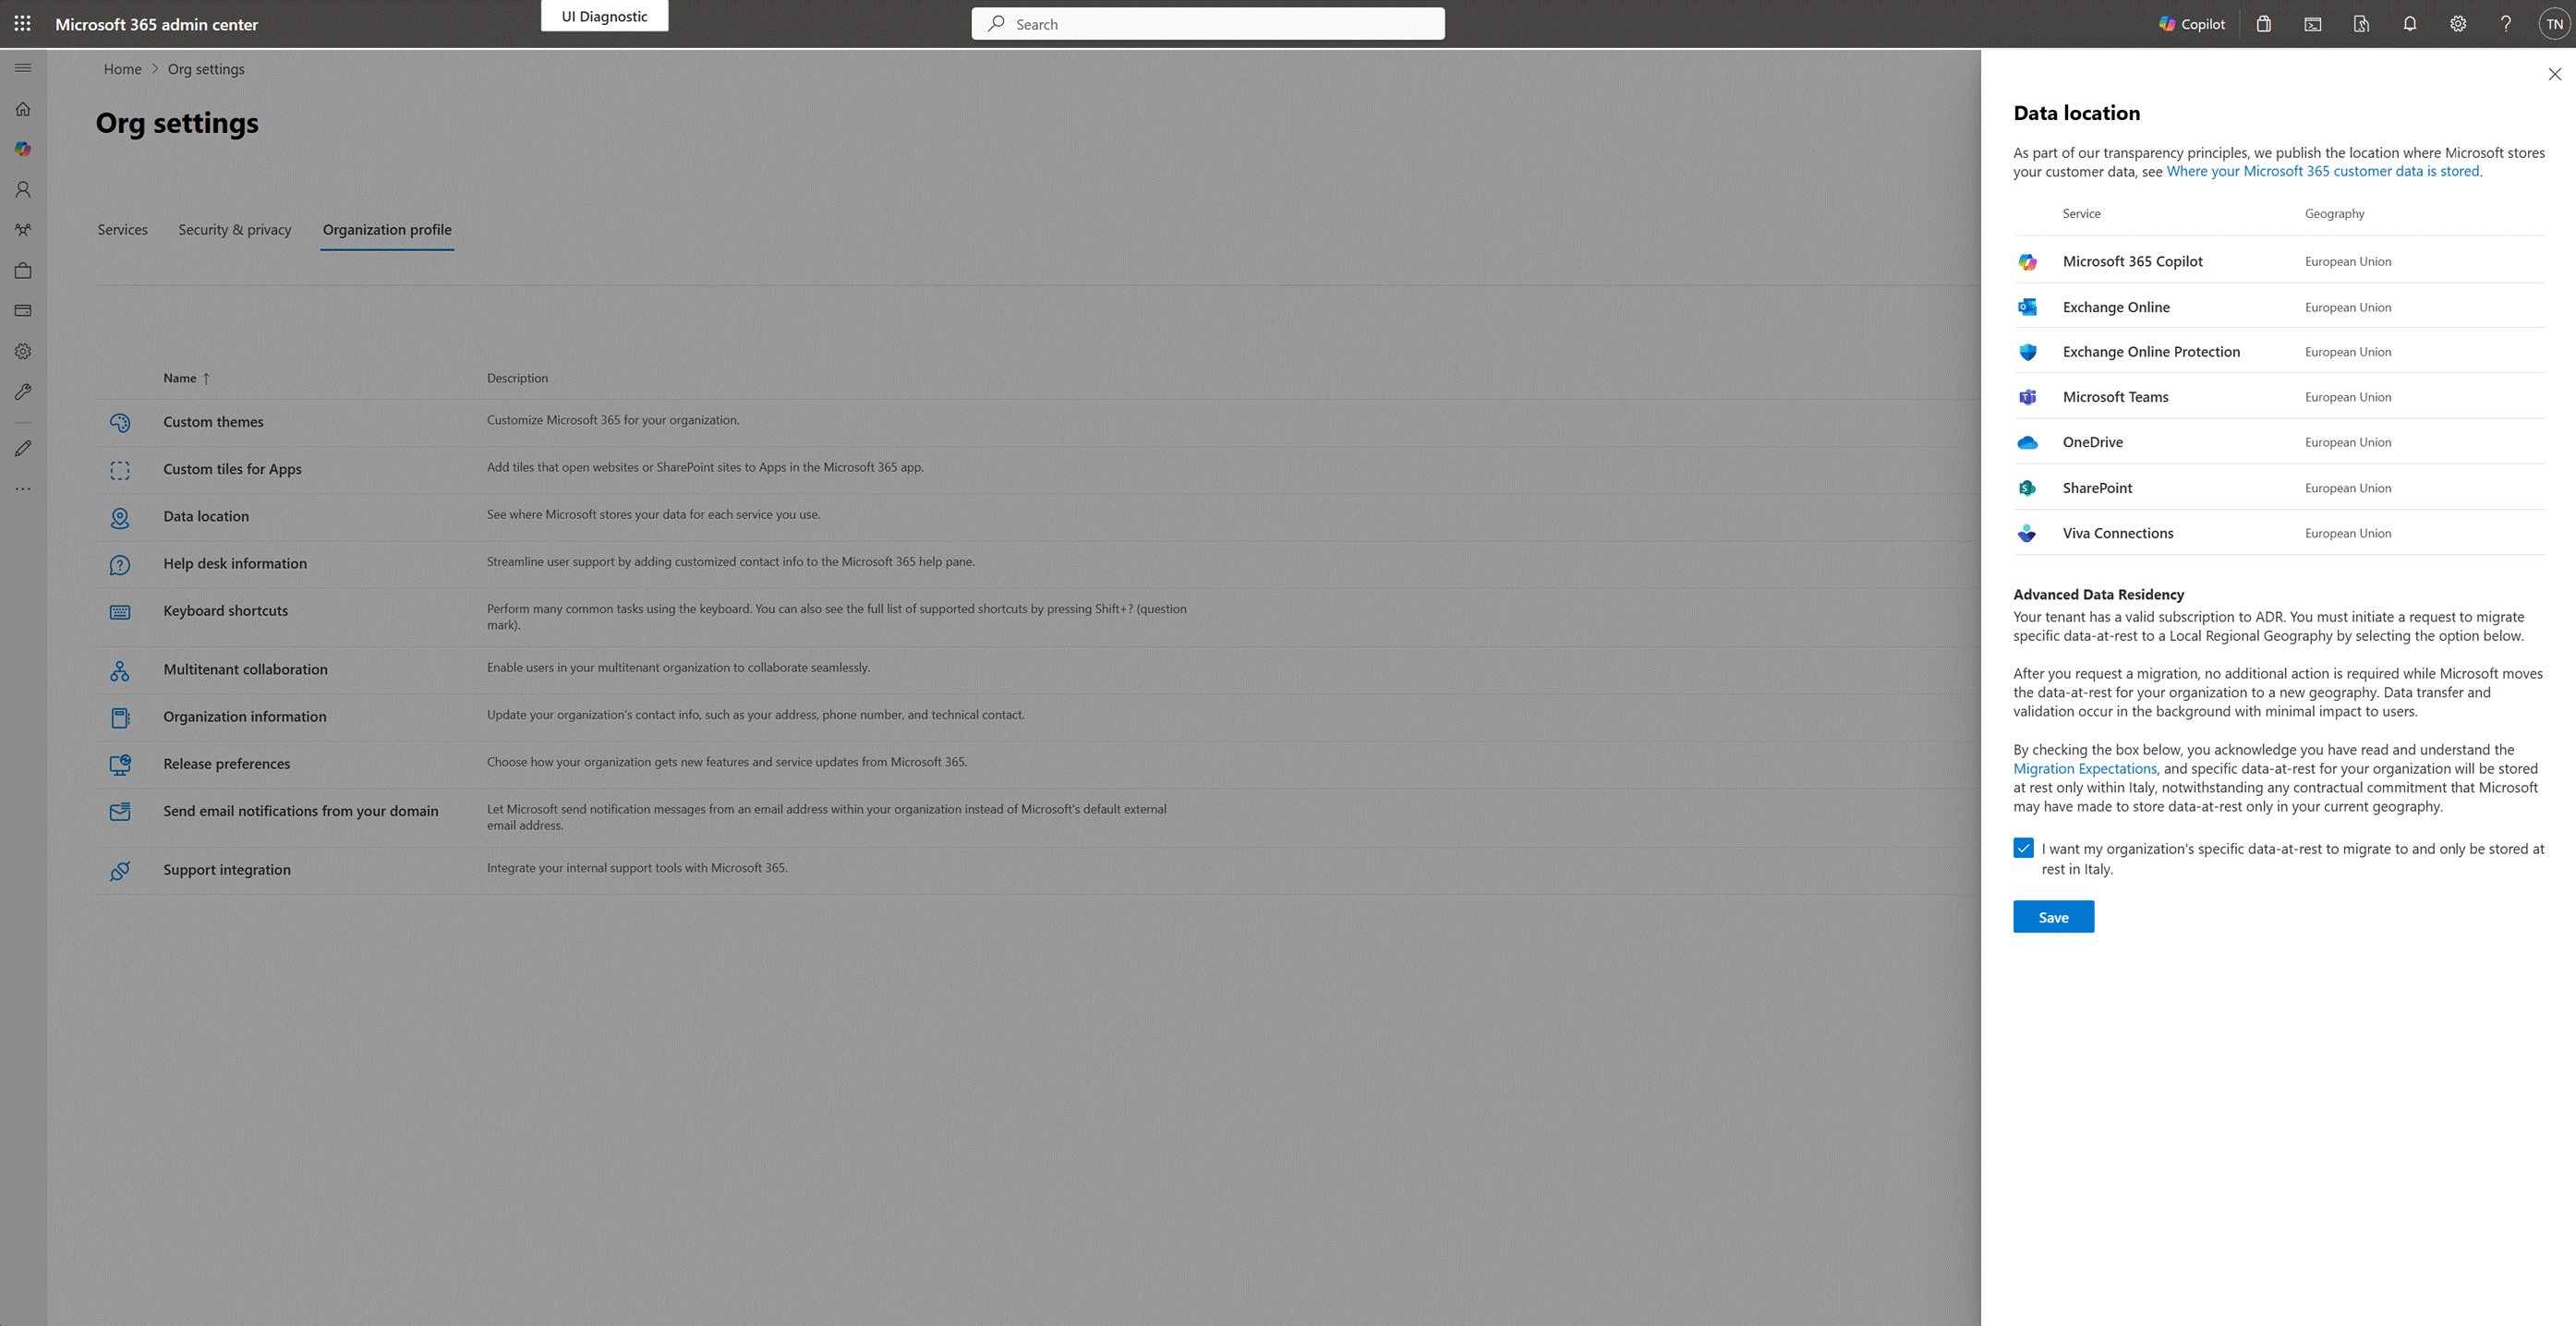 Microsoft 365 admin center
UI Diagnostic
Search
Copilot
TN
Home > Org settings
Org settings
Services
Security & privacy
Organization profile
Name ↑
Description
Custom themes
Customize Microsoft 365 for your organization.
Custom tiles for Apps
Add tiles that open websites or SharePoint sites to Apps in the Microsoft 365 app.
Data location
See where Microsoft stores your data for each service you use.
Help desk information
Streamline user support by adding customized contact info to the Microsoft 365 help pane.
Keyboard shortcuts
Perform many common tasks using the keyboard. You can also see the full list of supported shortcuts by pressing Shift+? (question
mark).
Multitenant collaboration
Enable users in your multitenant organization to collaborate seamlessly.
Organization information
Update your organization's contact info, such as your address, phone number, and technical contact.
Release preferences
Choose how your organization gets new features and service updates from Microsoft 365.
Send email notifications from your domain
Let Microsoft send notification messages from an email address within your organization instead of Microsoft's default external
email address.
Support integration
Integrate your internal support tools with Microsoft 365.
Data location
As part of our transparency principles, we publish the location where Microsoft stores
your customer data, see Where your Microsoft 365 customer data is stored.
Service
Geography
Microsoft 365 Copilot
European Union
Exchange Online
European Union
Exchange Online Protection
European Union
Microsoft Teams
European Union
OneDrive
European Union
SharePoint
European Union
Viva Connections
European Union
Advanced Data Residency
Your tenant has a valid subscription to ADR. You must initiate a request to migrate
specific data-at-rest to a Local Regional Geography by selecting the option below.
After you request a migration, no additional action is required while Microsoft moves
the data-at-rest for your organization to a new geography. Data transfer and
validation occur in the background with minimal impact to users.
By checking the box below, you acknowledge you have read and understand the
Migration Expectations, and specific data-at-rest for your organization will be stored
at rest only within Italy, notwithstanding any contractual commitment that Microsoft
may have made to store data-at-rest only in your current geography.
I want my organization's specific data-at-rest to migrate to and only be stored at
rest in Italy.
Save